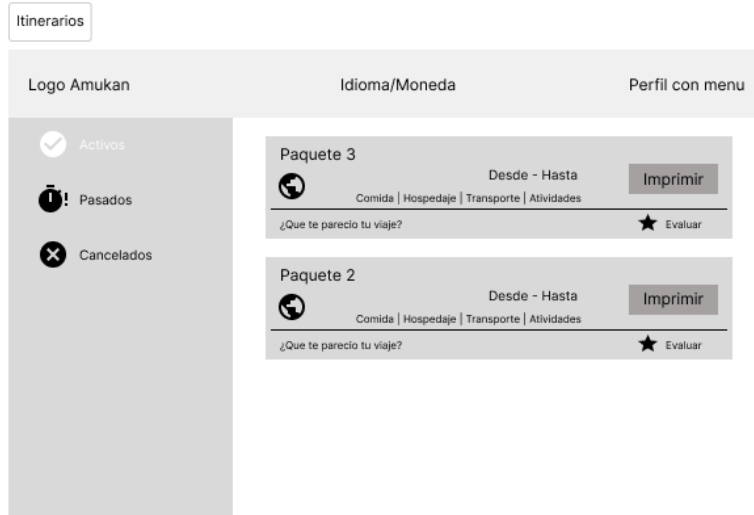 Itinerarios
Logo Amukan Idioma/Moneda Perfil con menu
Activos
Pasados
Cancelados
Paquete 3
Desde - Hasta
Imprimir
Comida | Hospedaje | Transporte | Atividades
¿Que te parecio tu viaje? Evaluar
Paquete 2
Desde - Hasta
Imprimir
Comida | Hospedaje | Transporte | Atividades
¿Que te parecio tu viaje? Evaluar